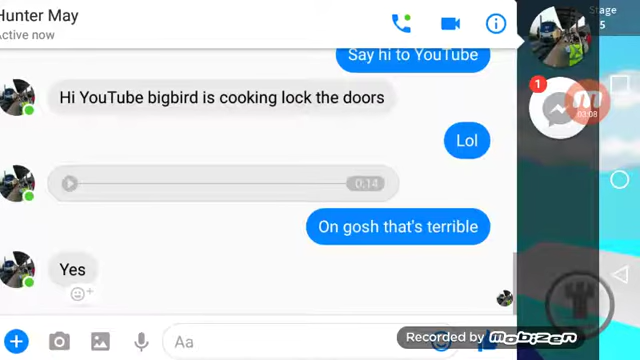 Hunter May
Active now
Stage
5
Say hi to YouTube
Hi YouTube bigbird is cooking lock the doors
1
03:08
Lol
0:14
On gosh that's terrible
Yes
Aa
Recorded by Mobizen